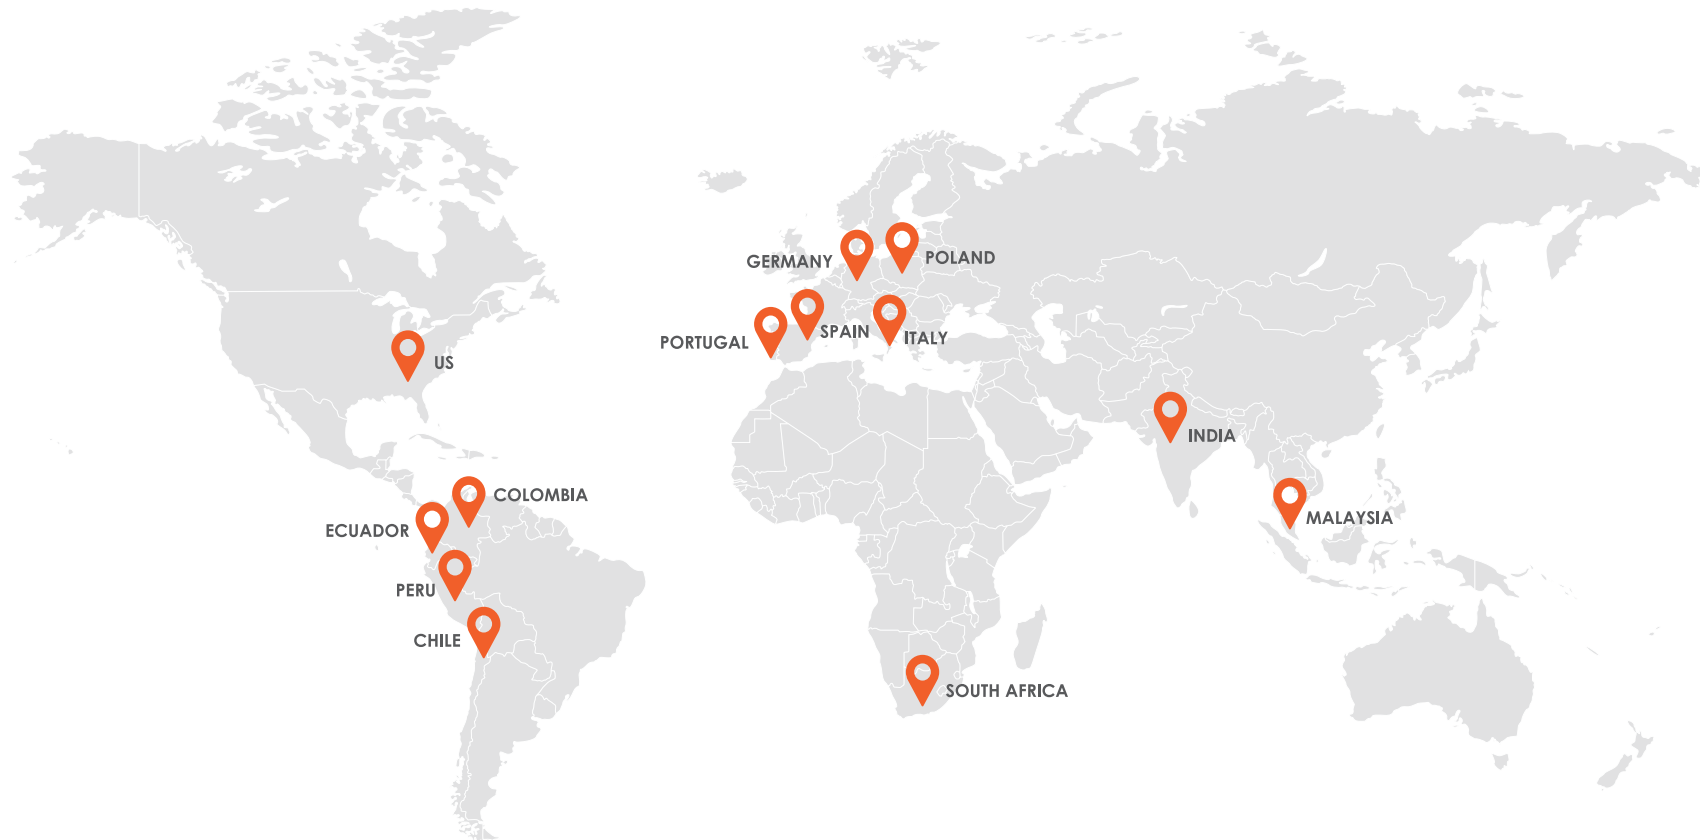 GERMANY
POLAND
PORTUGAL
SPAIN
ITALY
US
INDIA
COLOMBIA
ECUADOR
MALAYSIA
PERU
CHILE
SOUTH AFRICA